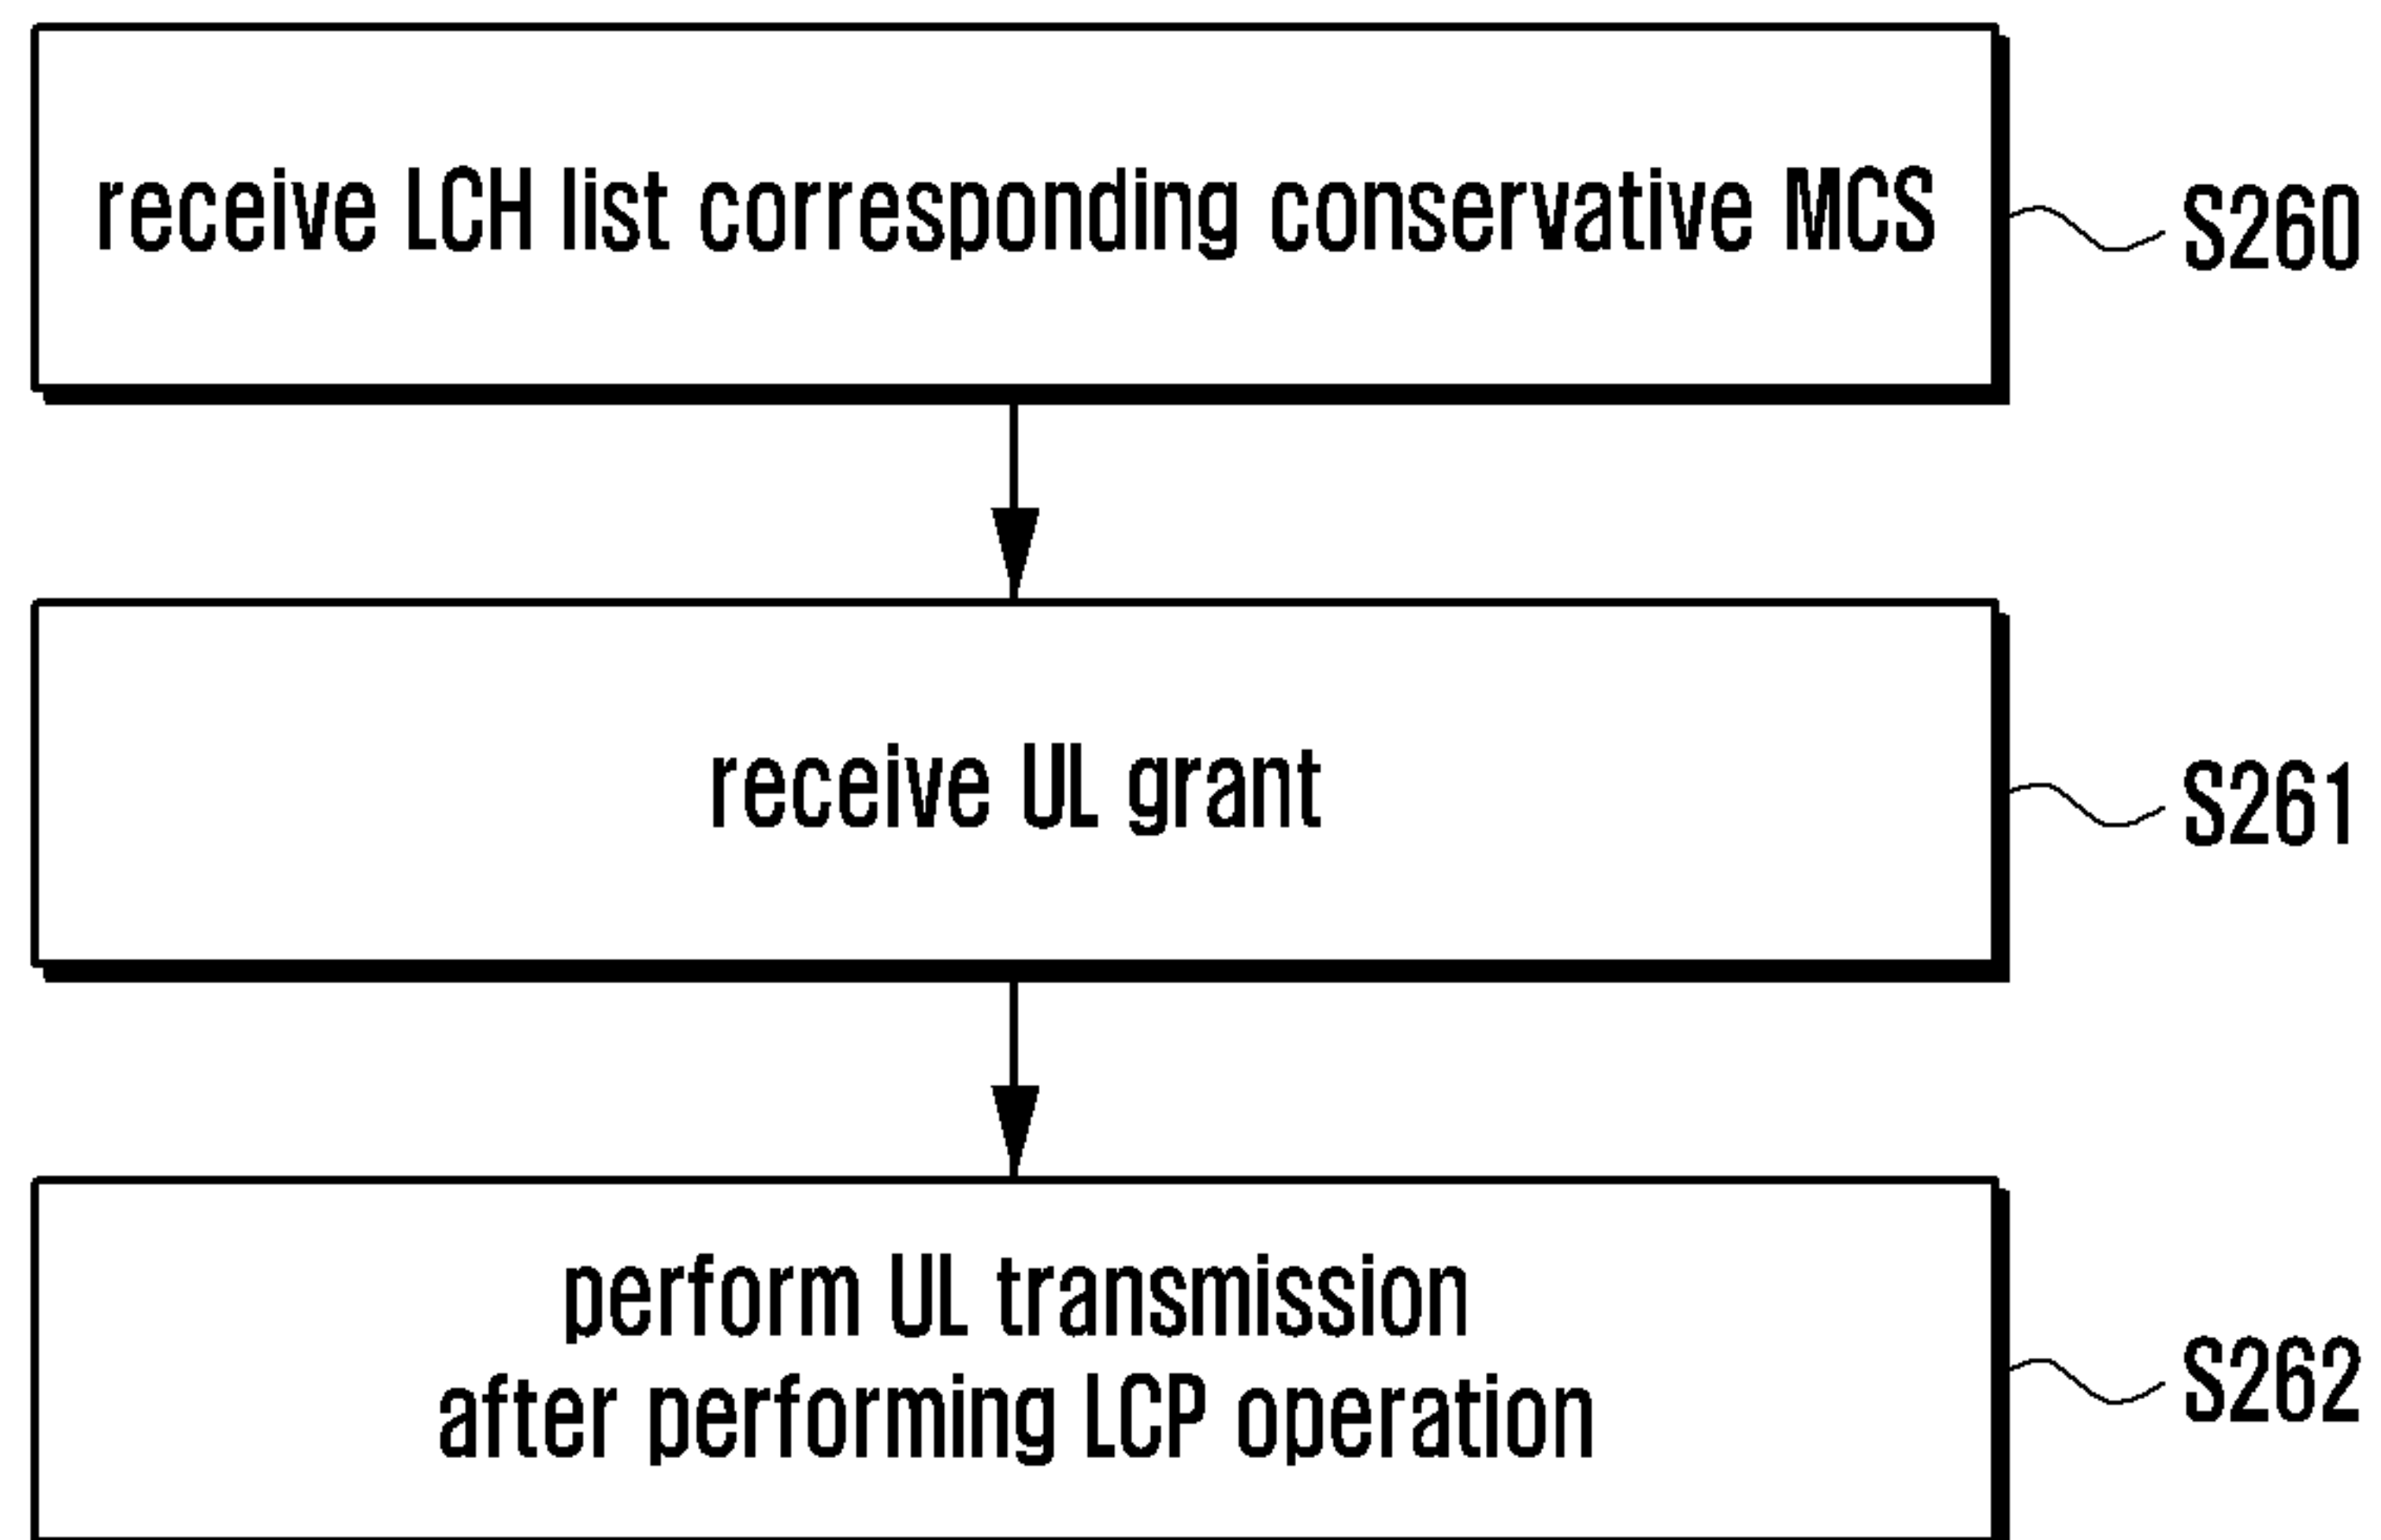 receive LCH list corresponding conservative MCS
S260
receive UL grant
S261
perform UL transmission
after performing LCP operation
S262